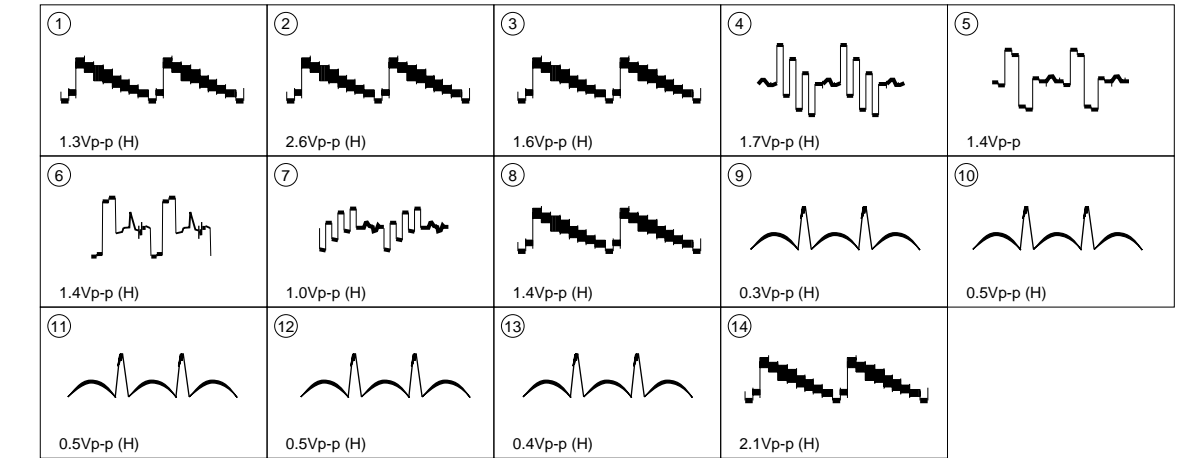 ① ② ③ ④ ⑤
1.3Vp-p (H) 2.6Vp-p (H) 1.6Vp-p (H) 1.7Vp-p (H) 1.4Vp-p
⑥ ⑦ ⑧ ⑨ ⑩
1.4Vp-p (H) 1.0Vp-p (H) 1.4Vp-p (H) 0.3Vp-p (H) 0.5Vp-p (H)
⑪ ⑫ ⑬ ⑭
0.5Vp-p (H) 0.5Vp-p (H) 0.4Vp-p (H) 2.1Vp-p (H)